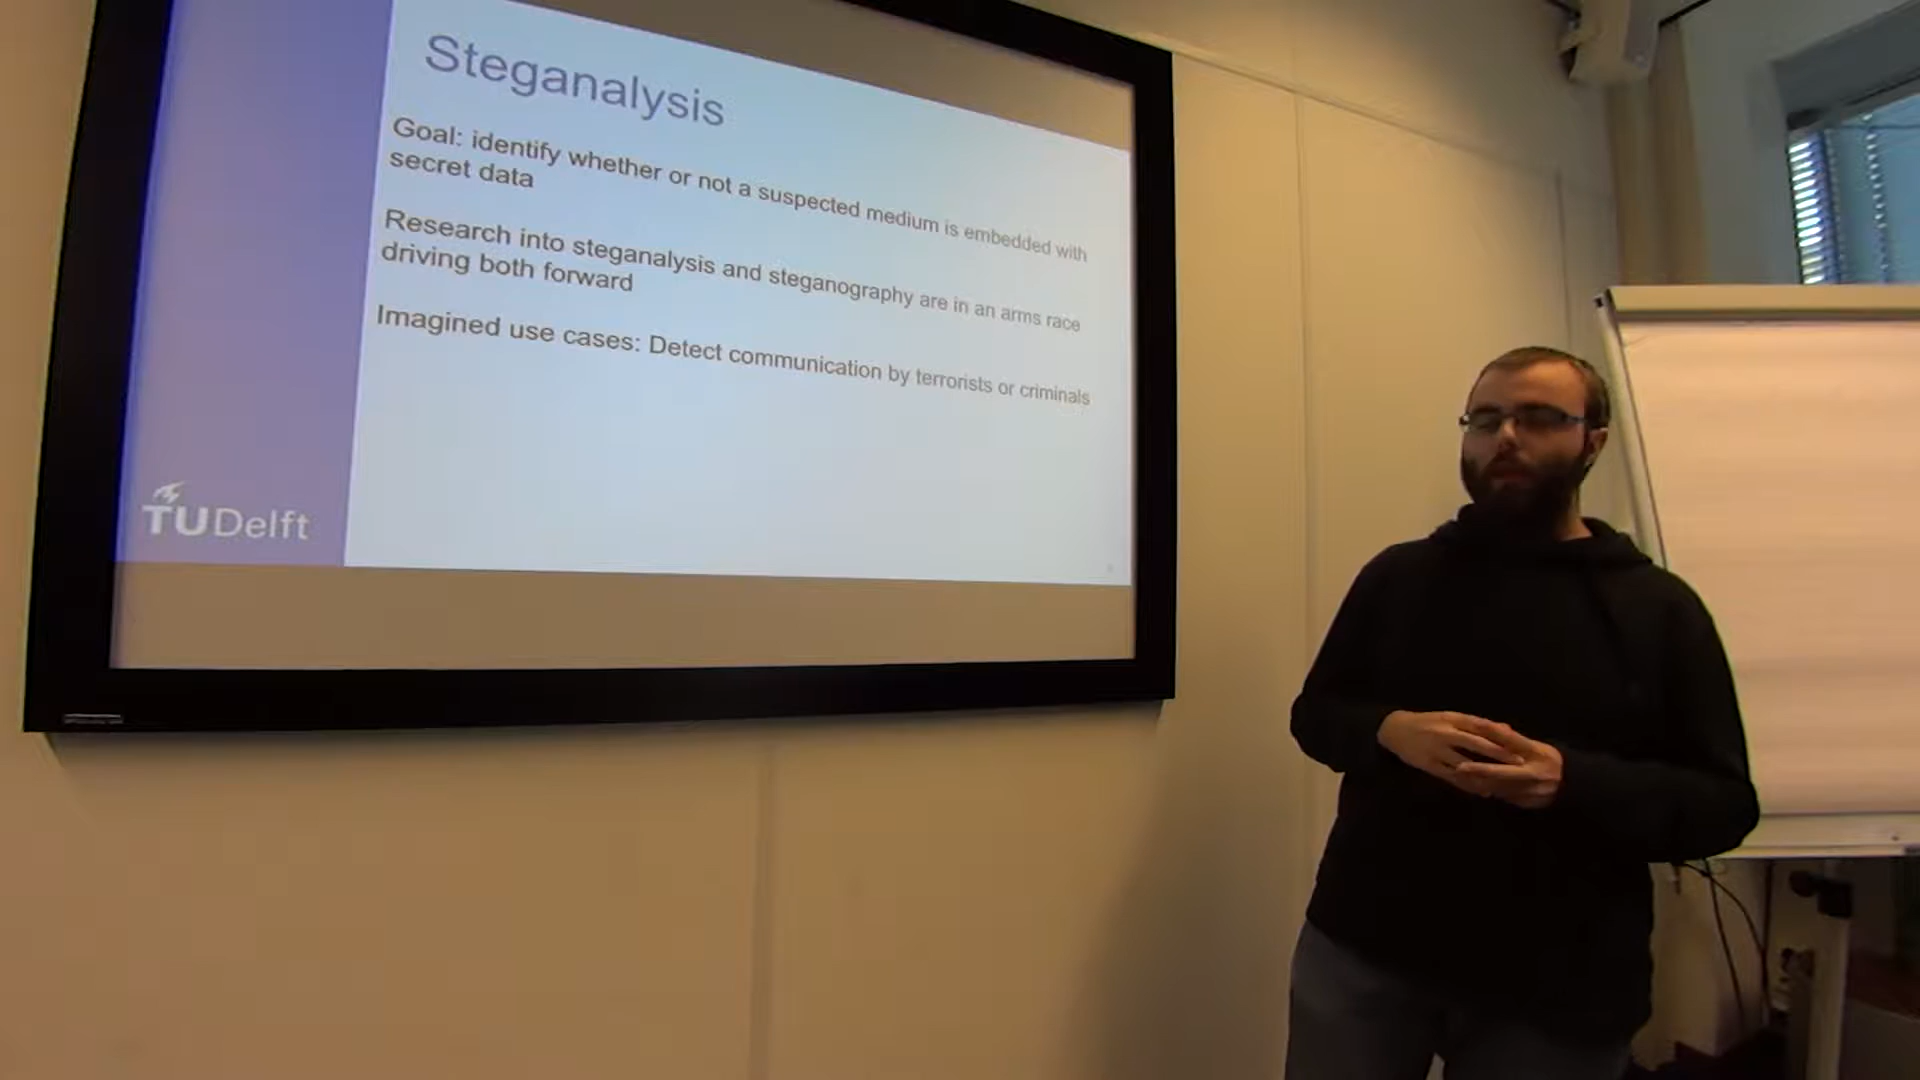 Steganalysis
Goal: identify whether or not a suspected medium is embedded with
secret data
Research into steganalysis and steganography are in an arms race
driving both forward
Imagined use cases: Detect communication by terrorists or criminals
TUDelft